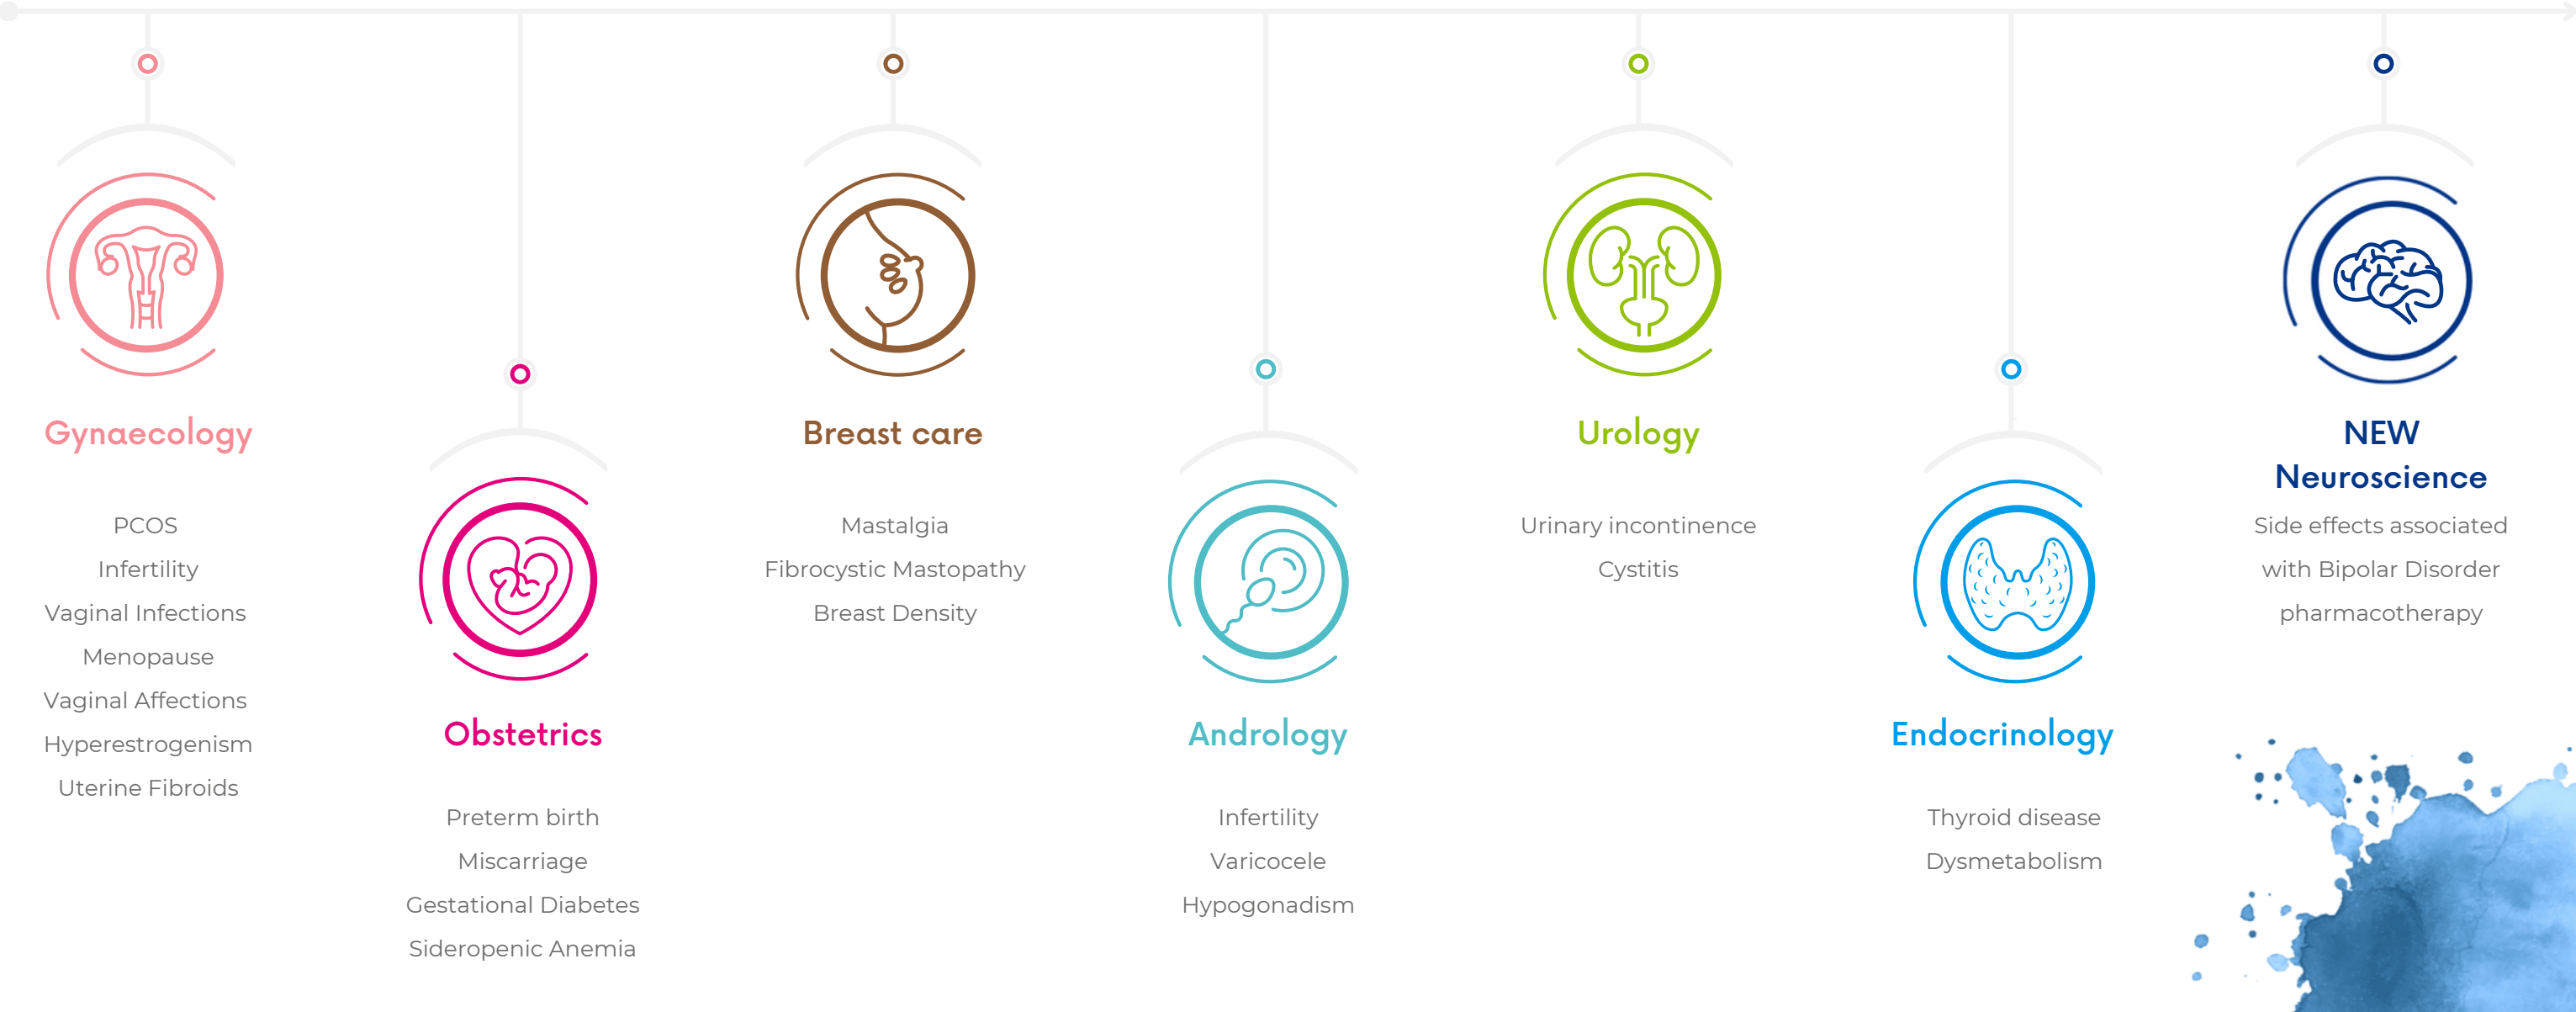 Gynaecology
PCOS
Infertility
Vaginal Infections
Menopause
Vaginal Affections
Hyperestrogenism
Uterine Fibroids
Obstetrics
Preterm birth
Miscarriage
Gestational Diabetes
Sideropenic Anemia
Breast care
Mastalgia
Fibrocystic Mastopathy
Breast Density
Andrology
Infertility
Varicocele
Hypogonadism
Urology
Urinary incontinence
Cystitis
Endocrinology
Thyroid disease
Dysmetabolism
NEW
Neuroscience
Side effects associated
with Bipolar Disorder
pharmacotherapy